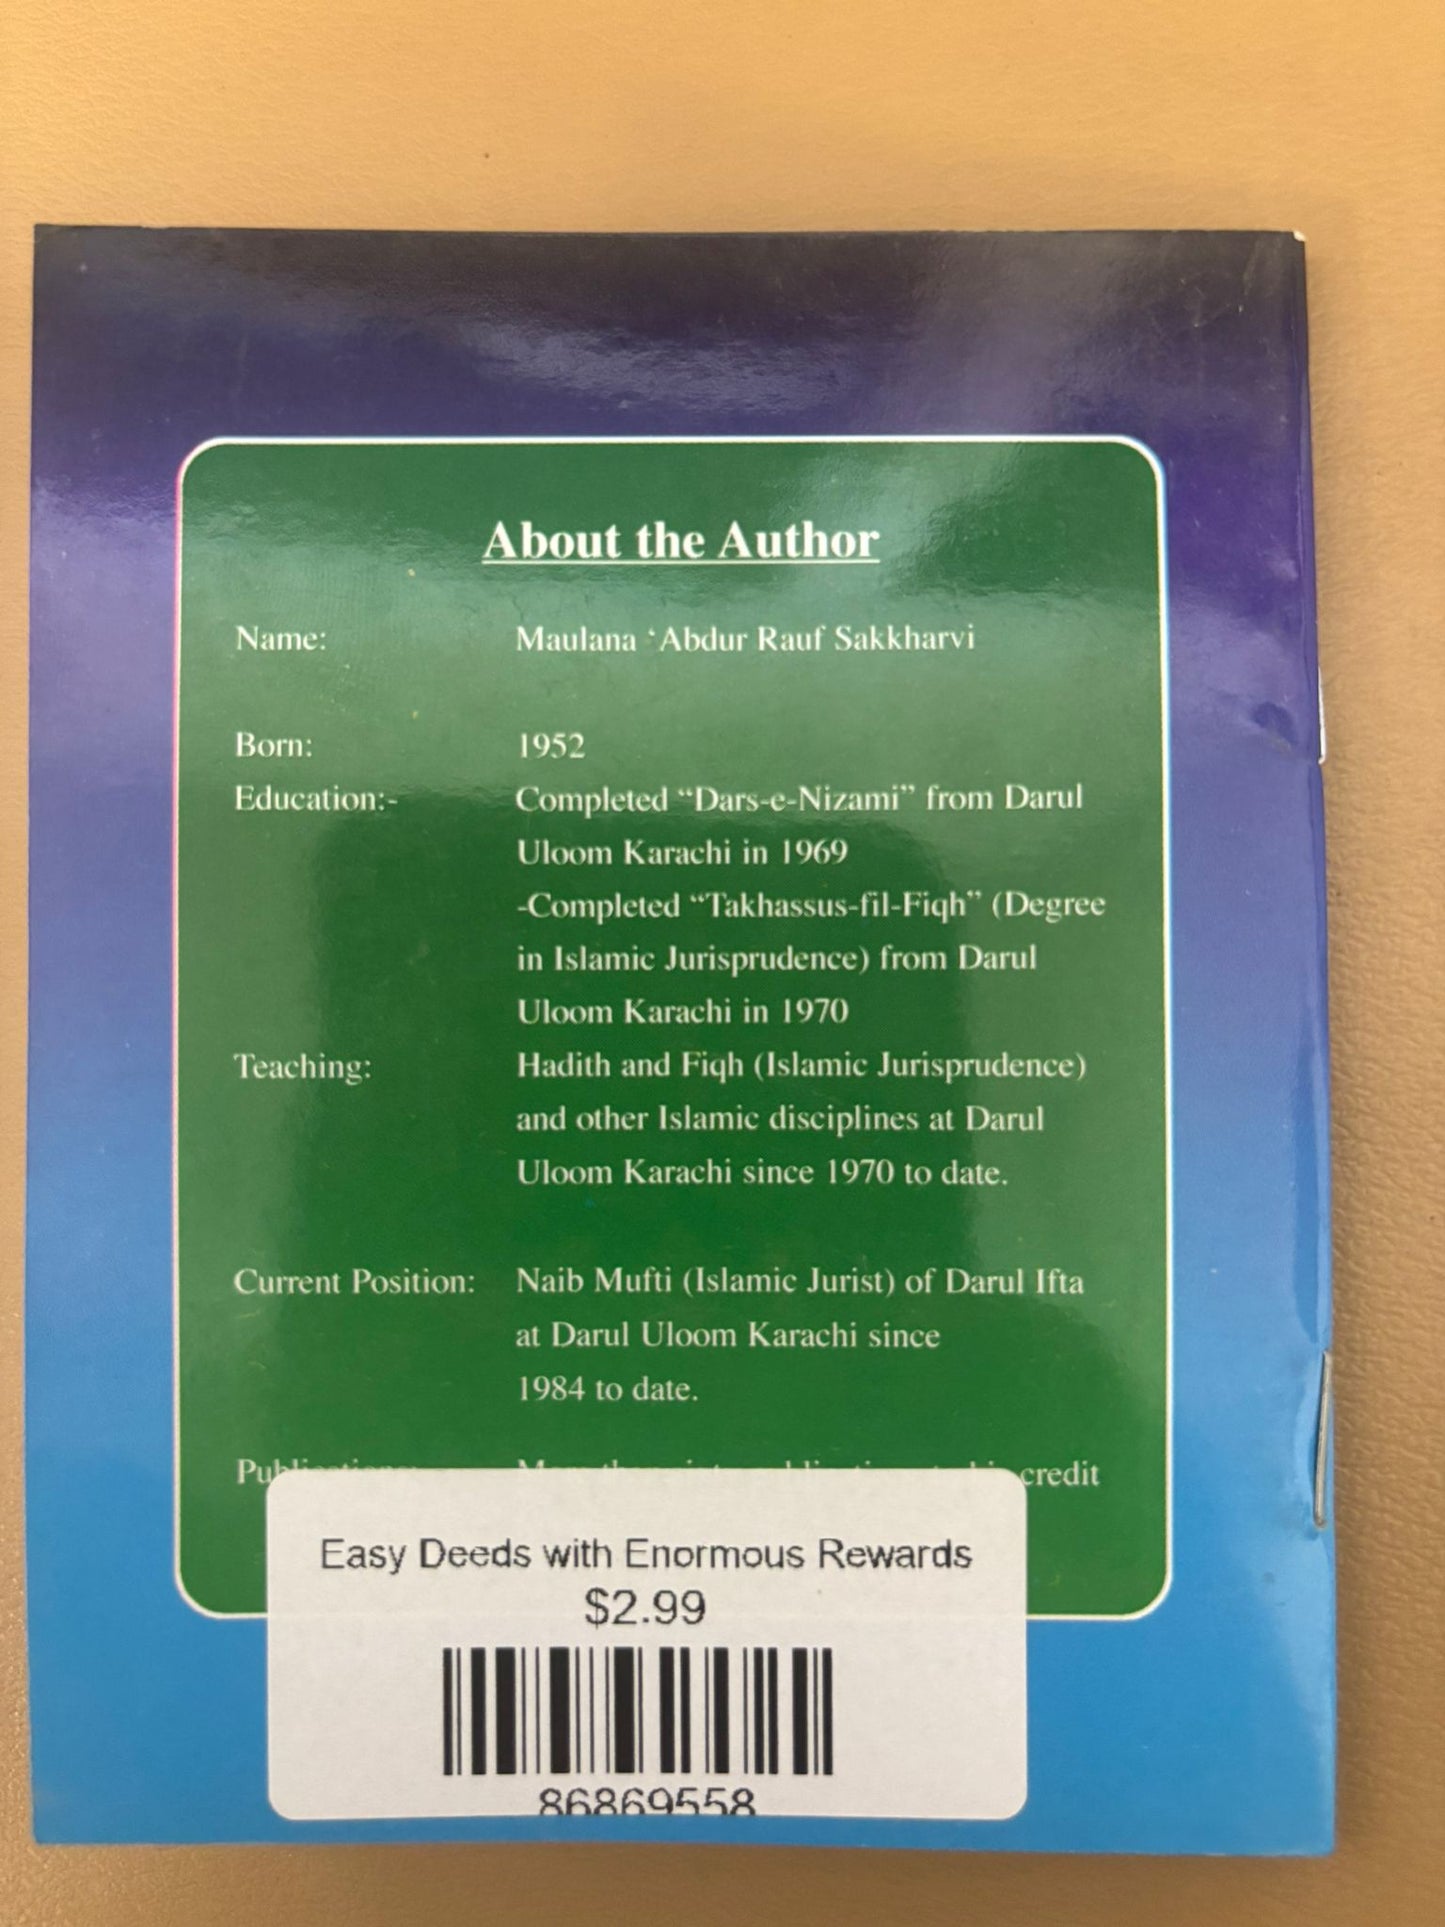 About the Author
Name: Maulana ‘Abdur Rauf Sakkharvi
Born: 1952
Education:- Completed “Dars-e-Nizami” from Darul
Uloom Karachi in 1969
-Completed “Takhassus-fil-Fiqh” (Degree
in Islamic Jurisprudence) from Darul
Uloom Karachi in 1970
Teaching: Hadith and Fiqh (Islamic Jurisprudence)
and other Islamic disciplines at Darul
Uloom Karachi since 1970 to date.
Current Position: Naib Mufti (Islamic Jurist) of Darul Ifta
at Darul Uloom Karachi since
1984 to date.
credit
Easy Deeds with Enormous Rewards
$2.99
86869558